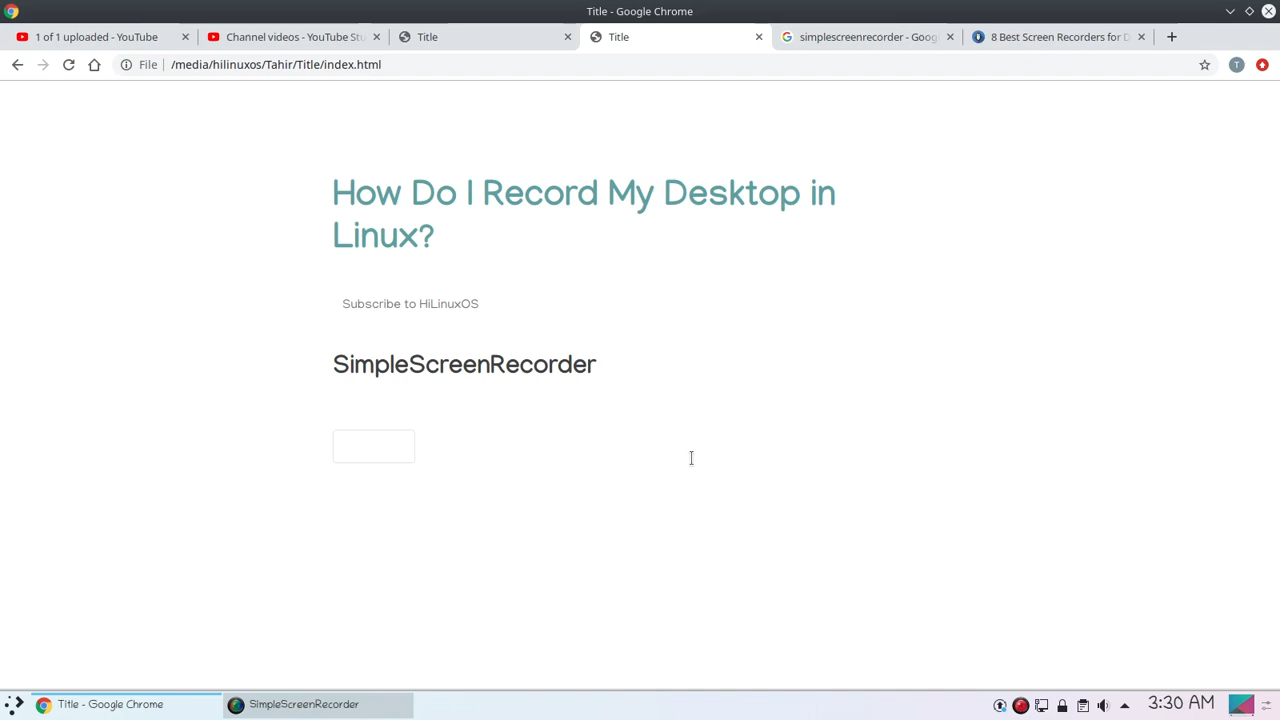 Title - Google Chrome
1 of 1 uploaded - YouTube
Channel videos - YouTube Stu
Title
Title
simplescreenrecorder - Goog
8 Best Screen Recorders for D
File
/media/hilinuxos/Tahir/Title/index.html
T
How Do I Record My Desktop in
Linux?
Subscribe to HiLinuxOS
SimpleScreenRecorder
Title - Google Chrome
SimpleScreenRecorder
3:30 AM